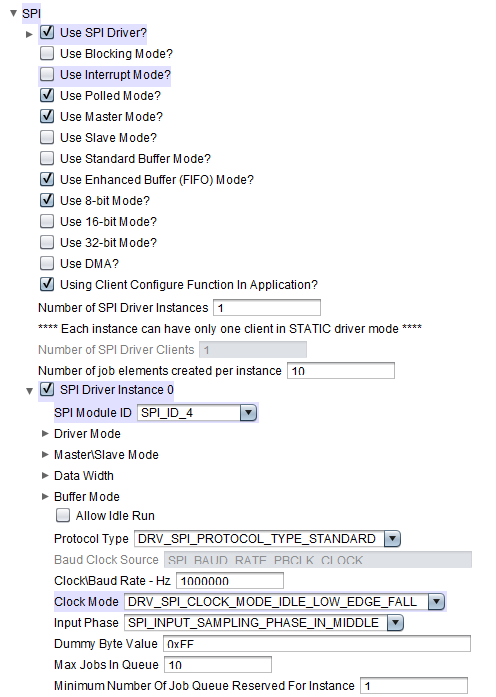 SPI
Use SPI Driver?
Use Blocking Mode?
Use Interrupt Mode?
Use Polled Mode?
Use Master Mode?
Use Slave Mode?
Use Standard Buffer Mode?
Use Enhanced Buffer (FIFO) Mode?
Use 8-bit Mode?
Use 16-bit Mode?
Use 32-bit Mode?
Use DMA?
Using Client Configure Function In Application?
Number of SPI Driver Instances 1
**** Each instance can have only one client in STATIC driver mode ****
Number of SPI Driver Clients 1
Number of job elements created per instance 10
SPI Driver Instance 0
SPI Module ID SPI_ID_4
Driver Mode
Master\Slave Mode
Data Width
Buffer Mode
Allow Idle Run
Protocol Type DRV_SPI_PROTOCOL_TYPE_STANDARD
Baud Clock Source SPI_BAUD_RATE_PBCLK_CLOCK
Clock\Baud Rate - Hz 1000000
Clock Mode DRV_SPI_CLOCK_MODE_IDLE_LOW_EDGE_FALL
Input Phase SPI_INPUT_SAMPLING_PHASE_IN_MIDDLE
Dummy Byte Value 0xFF
Max Jobs In Queue 10
Minimum Number Of Job Queue Reserved For Instance 1